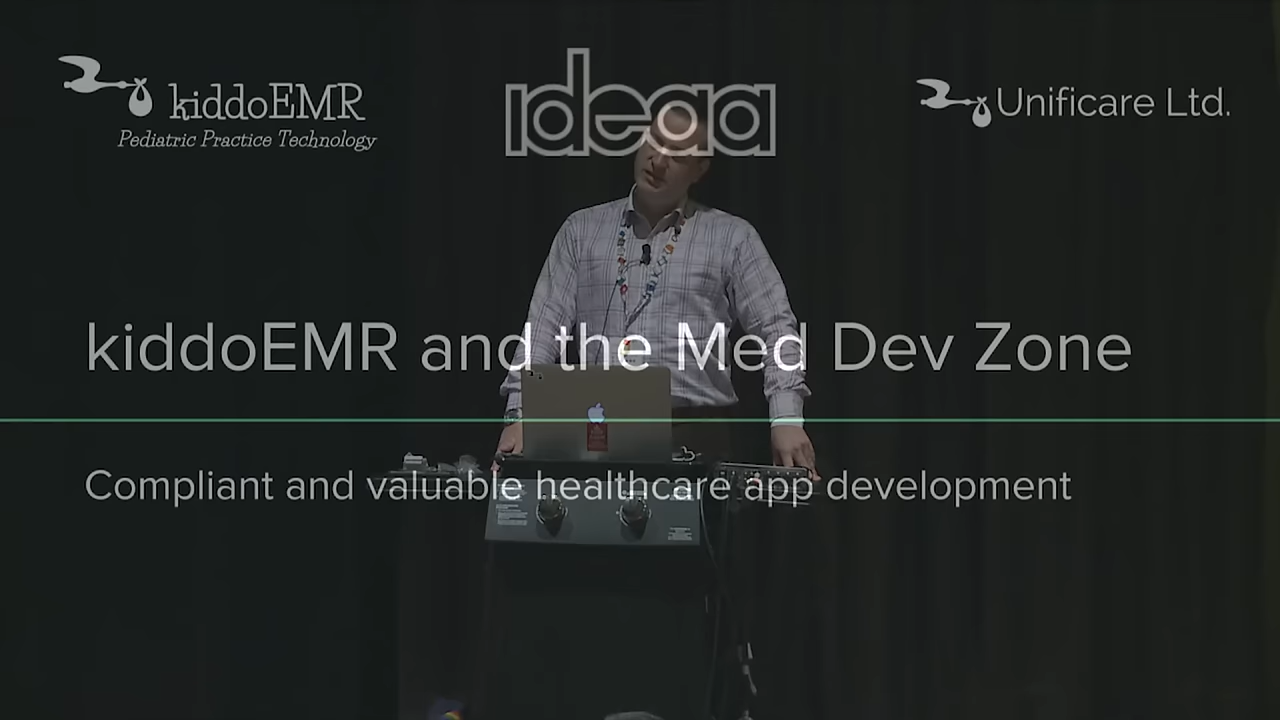 kiddoEMR
Pediatric Practice Technology
ideaa
Unificare Ltd.
kiddoEMR and the Med Dev Zone
Compliant and valuable healthcare app development